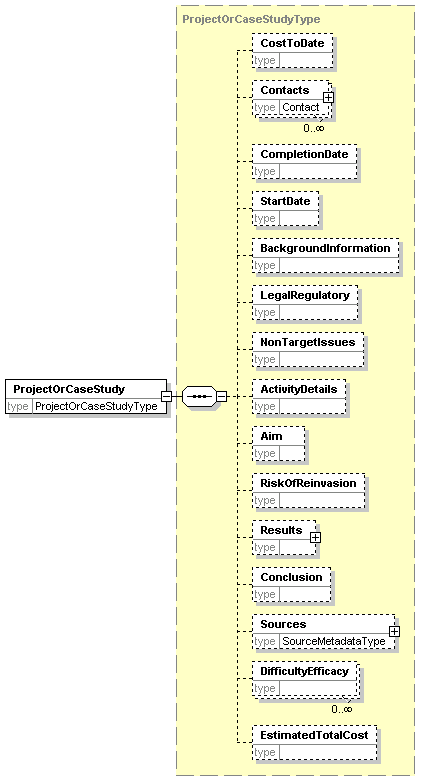 ProjectOrCaseStudyType
CostToDate
type
Contacts
type Contact
0..∞
CompletionDate
type
StartDate
type
BackgroundInformation
type
LegalRegulatory
type
NonTargetIssues
type
ProjectOrCaseStudy
type ProjectOrCaseStudyType
ActivityDetails
type
Aim
type
RiskOfReinvasion
type
Results
type
Conclusion
type
Sources
type SourceMetadataType
DifficultyEfficacy
type
0..∞
EstimatedTotalCost
type